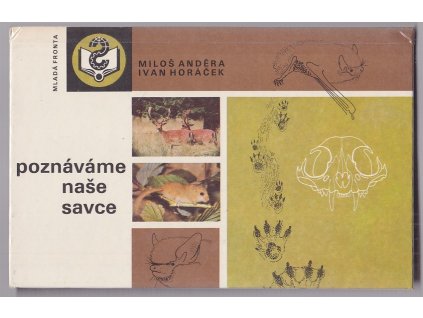 MLADÁ FRONTA
MILOŠ ANDĚRA
IVAN HORÁČEK
poznáváme
naše
savce